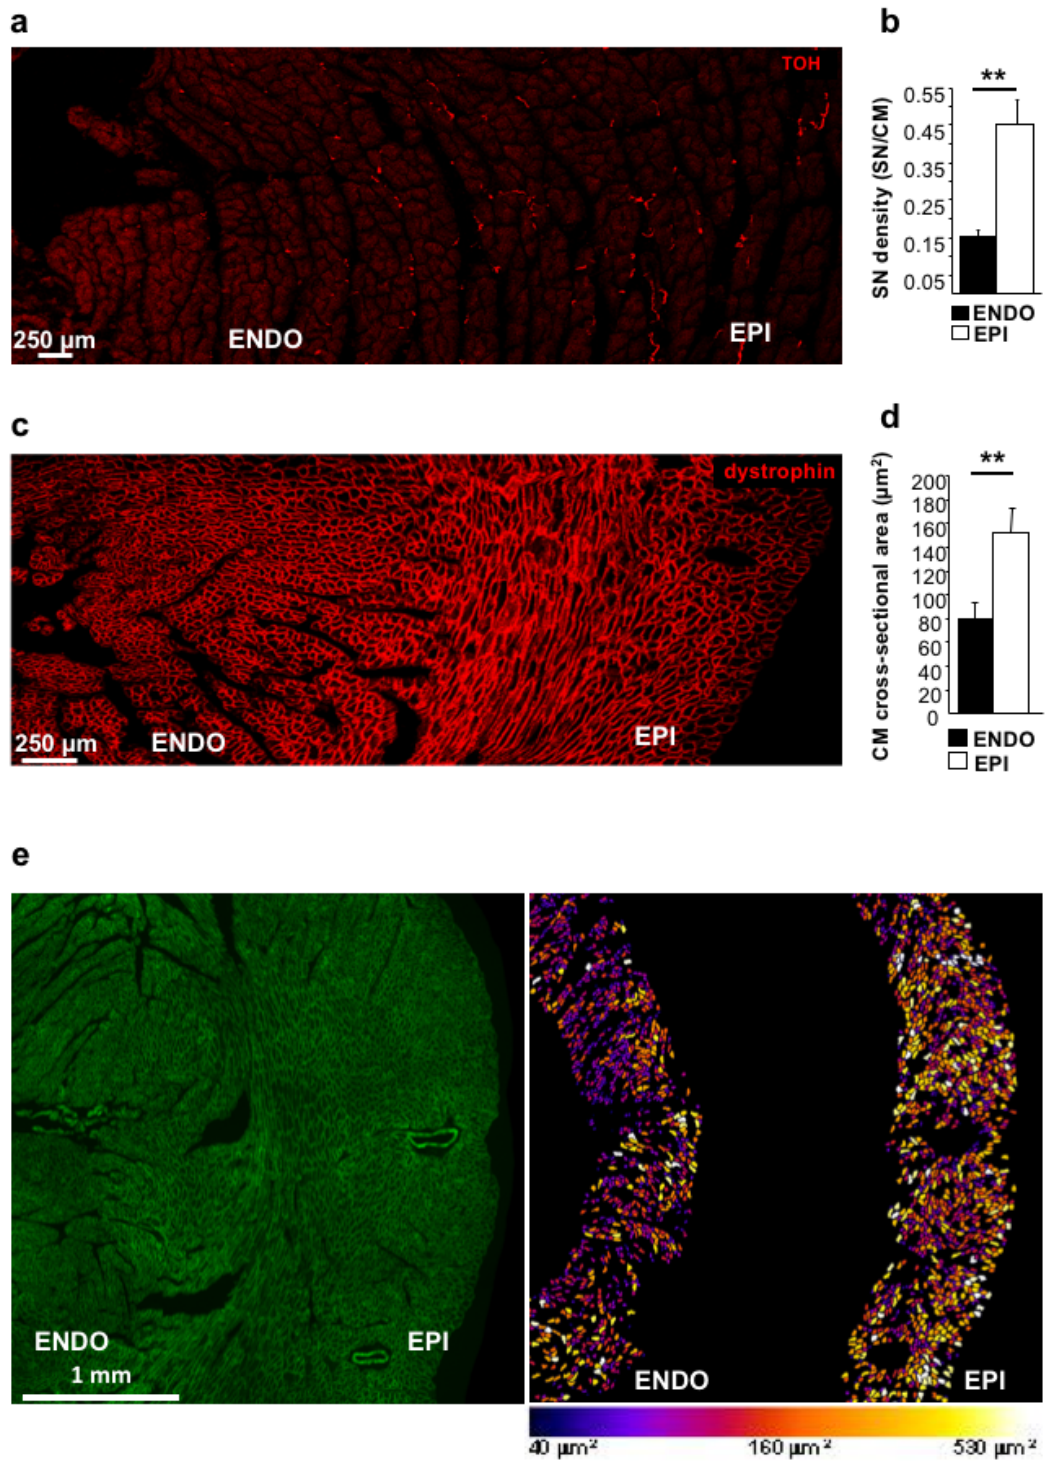 a
TOH
250 µm
ENDO
EPI
b
SN density (SN/CM)
**
0.55
0.45
0.35
0.25
0.15
0.05
ENDO
EPI
c
dystrophin
250 µm
ENDO
EPI
d
CM cross-sectional area (µm²)
**
200
180
160
140
120
100
80
60
40
20
0
ENDO
EPI
e
ENDO
EPI
1 mm
ENDO
EPI
40 µm²
160 µm²
530 µm²